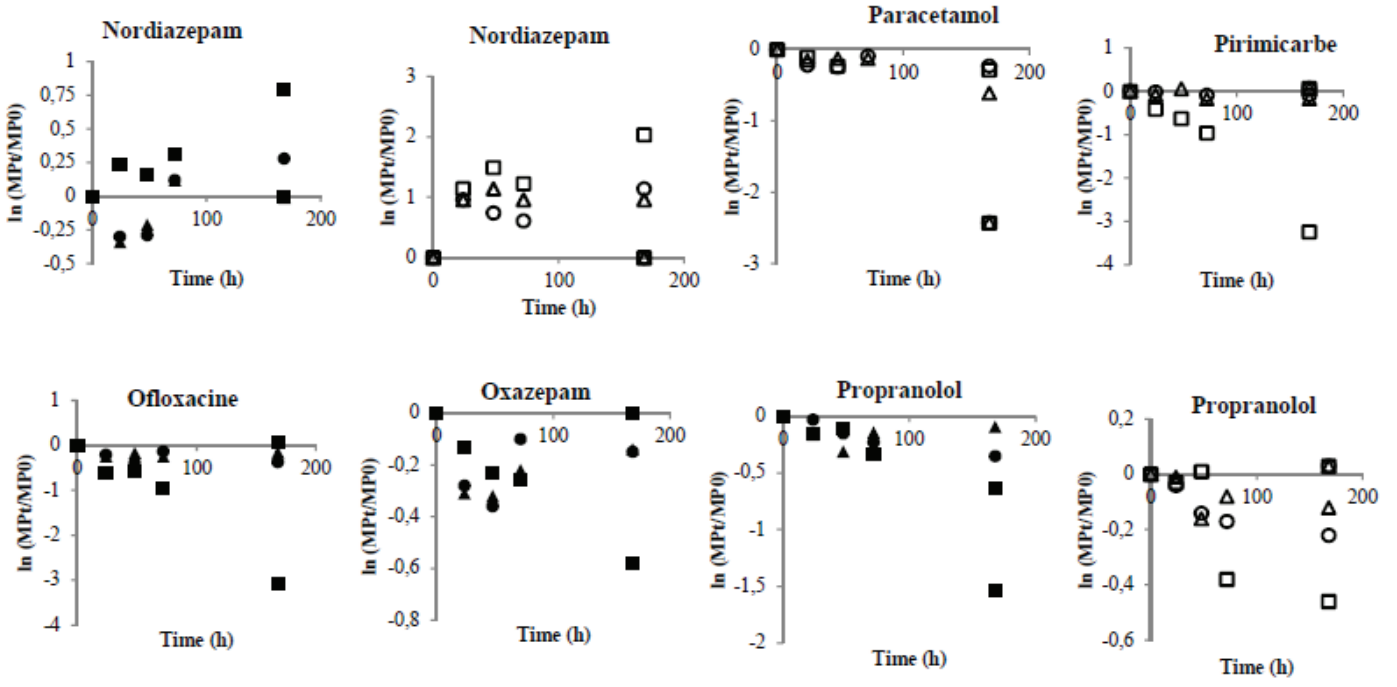 Nordiazepam
ln (MPt/MP0)
1
0,75
0,5
0,25
0
-0,25
-0,5
0
100
200
Time (h)
Nordiazepam
ln (MPt/MP0)
3
2
1
0
0
100
200
Time (h)
Paracetamol
ln (MPt/MP0)
0
-1
-2
-3
0
100
200
Time (h)
Pirimicarbe
ln (MPt/MP0)
1
0
-1
-2
-3
-4
0
100
200
Time (h)
Ofloxacine
ln (MPt/MP0)
1
0
-1
-2
-3
-4
0
100
200
Time (h)
Oxazepam
ln (MPt/MP0)
0,0
-0,2
-0,4
-0,6
-0,8
0
100
200
Time (h)
Propranolol
ln (MPt/MP0)
0
-0,5
-1
-1,5
-2
0
100
200
Time (h)
Propranolol
ln (MPt/MP0)
0,2
0
-0,2
-0,4
-0,6
0
100
200
Time (h)